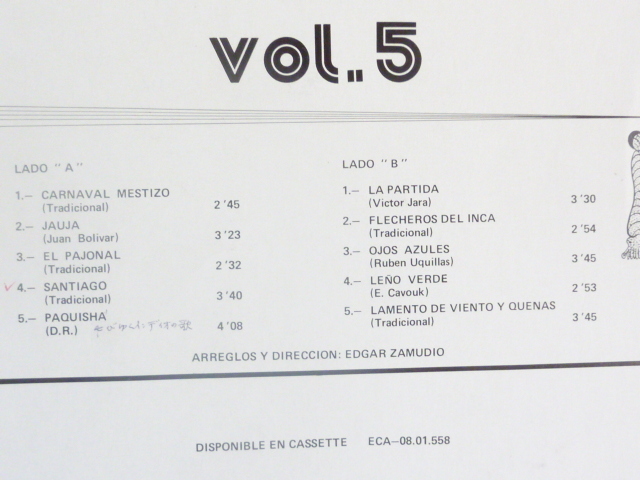 vol. 5
LADO "A"
1.– CARNAVAL MESTIZO
(Tradicional) 2'45
2.– JAUJA
(Juan Bolivar) 3'23
3.– EL PAJONAL
(Tradicional) 2'32
✓ 4.– SANTIAGO
(Tradicional) 3'40
5.– PAQUISHA
(D.R.) 4'08
LADO "B"
1.– LA PARTIDA
(Victor Jara) 3'30
2.– FLECHEROS DEL INCA
(Tradicional) 2'54
3.– OJOS AZULES
(Ruben Uquillas) 3'45
4.– LEÑO VERDE
(E. Cavouk) 2'53
5.– LAMENTO DE VIENTO Y QUENAS
(Tradicional) 3'45
ARREGLOS Y DIRECCION: EDGAR ZAMUDIO
DISPONIBLE EN CASSETTE ECA–08.01.558